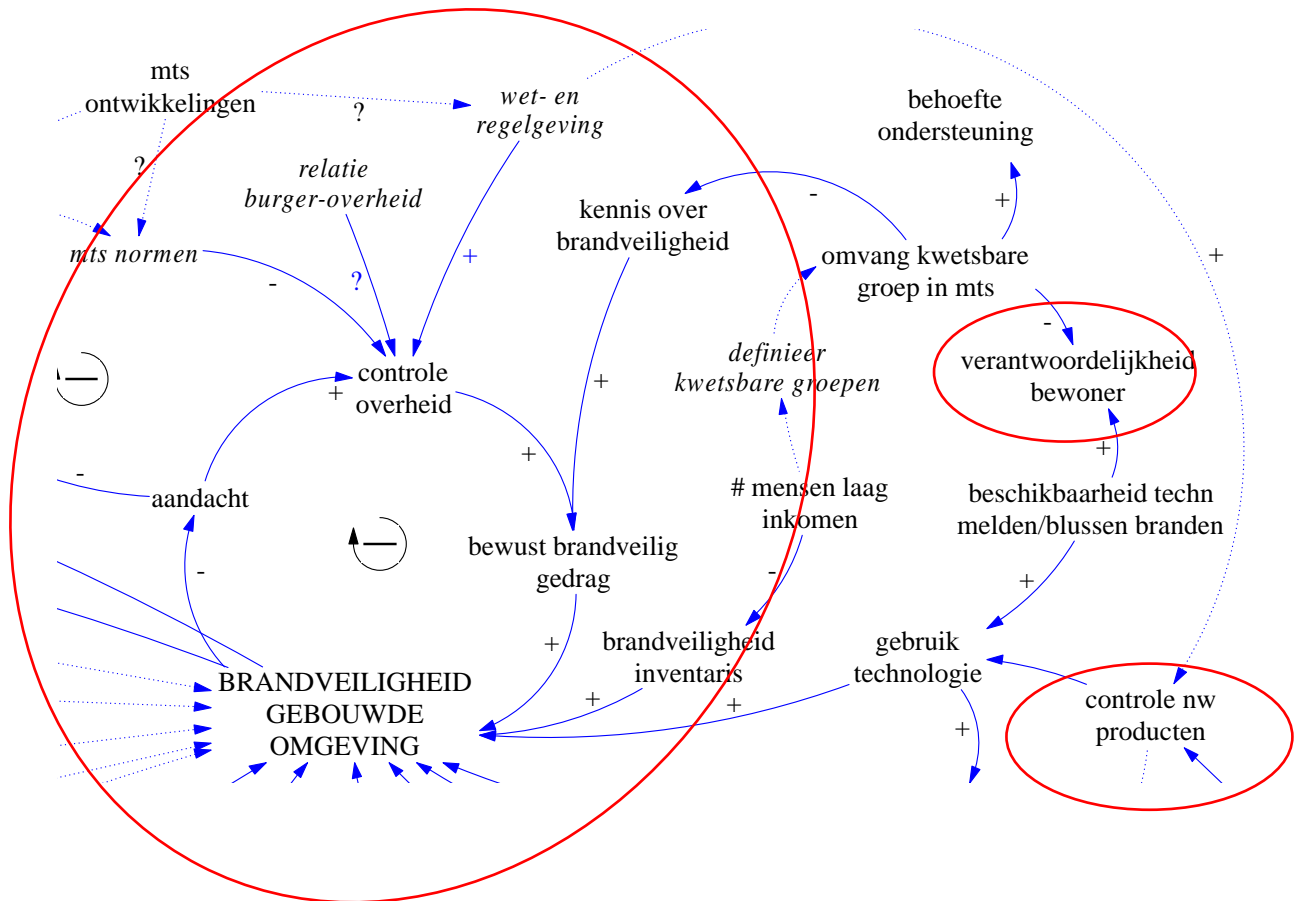 mts
ontwikkelingen
?
?
wet- en
regelgeving
behoefte
ondersteuning
relatie
burger-overheid
kennis over
brandveiligheid
-
+
mts normen
-
?
+
omvang kwetsbare
groep in mts
+
-
controle
overheid
+
+
definieer
kwetsbare groepen
verantwoordelijkheid
bewoner
-
aandacht
+
+
# mensen laag
inkomen
beschikbaarheid techn
melden/blussen branden
bewust brandveilig
gedrag
-
-
+
+
brandveiligheid
inventaris
gebruik
technologie
BRANDVEILIGHEID
GEBOUWDE
OMGEVING
+
+
+
controle nw
producten